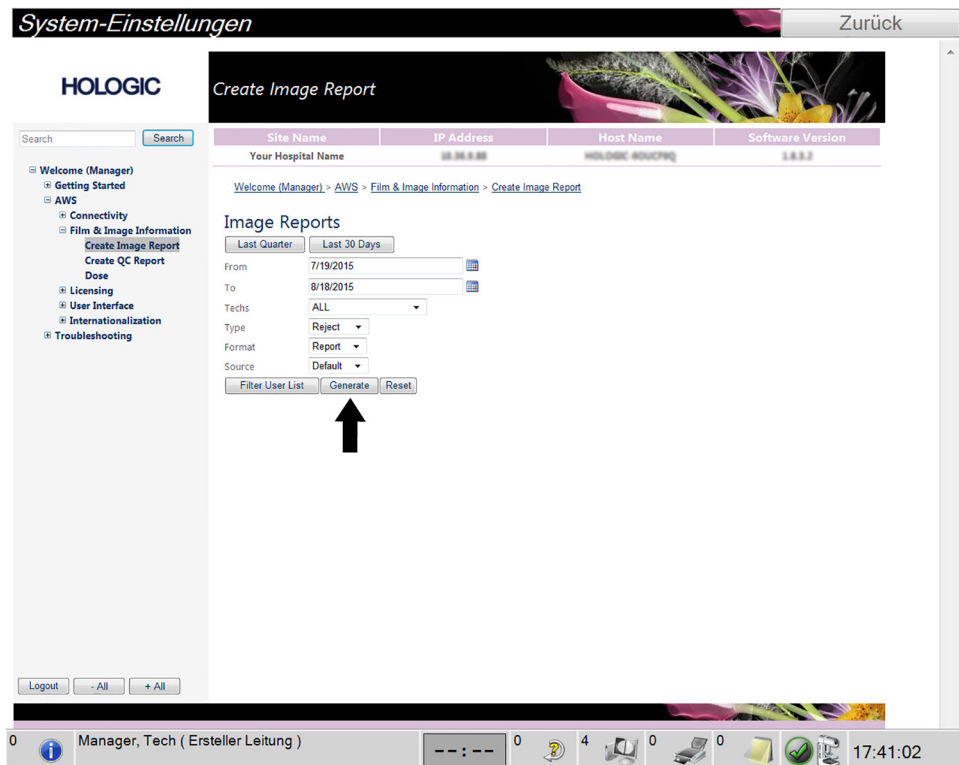 System-Einstellungen
Zurück
HOLOGIC
Create Image Report
Search Search
Site Name IP Address Host Name Software Version
Your Hospital Name
Welcome (Manager)
Getting Started
AWS
Connectivity
Film & Image Information
Create Image Report
Create QC Report
Dose
Licensing
User Interface
Internationalization
Troubleshooting
Welcome (Manager) > AWS > Film & Image Information > Create Image Report
Image Reports
Last Quarter Last 30 Days
From 7/19/2015
To 8/18/2015
Techs ALL
Type Reject
Format Report
Source Default
Filter User List Generate Reset
Logout - All + All
0 Manager, Tech ( Ersteller Leitung ) --:-- 0 4 0 0 17:41:02